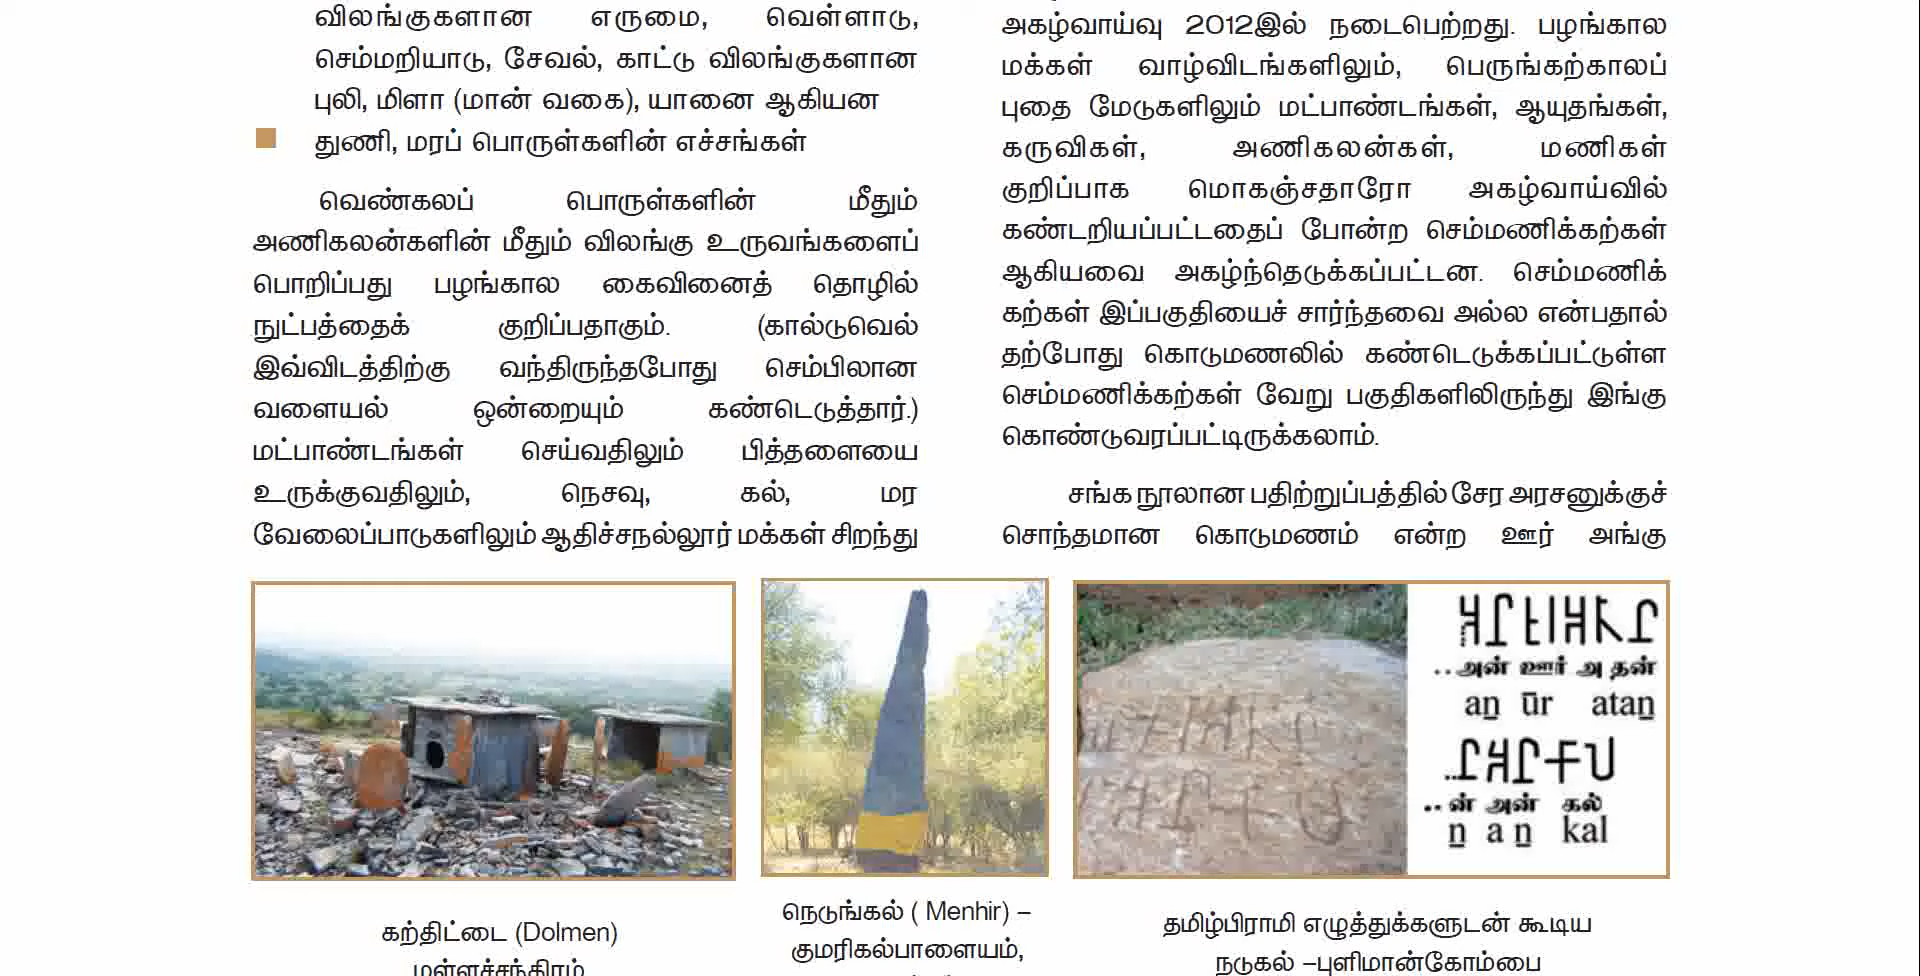 விலங்குகளான எருமை, வெள்ளாடு,
செம்மறியாடு, சேவல், காட்டு விலங்குகளான
புலி, மிளா (மான் வகை), யானை ஆகியன
துணி, மரப் பொருள்களின் எச்சங்கள்
வெண்கலப் பொருள்களின் மீதும்
அணிகலன்களின் மீதும் விலங்கு உருவங்களைப்
பொறிப்பது பழங்கால கைவினைத் தொழில்
நுட்பத்தைக் குறிப்பதாகும். (கால்டுவெல்
இவ்விடத்திற்கு வந்திருந்தபோது செம்பிலான
வளையல் ஒன்றையும் கண்டெடுத்தார்.)
மட்பாண்டங்கள் செய்வதிலும் பித்தளையை
உருக்குவதிலும், நெசவு, கல், மர
வேலைப்பாடுகளிலும் ஆதிச்சநல்லூர் மக்கள் சிறந்து
அகழ்வாய்வு 2012இல் நடைபெற்றது. பழங்கால
மக்கள் வாழ்விடங்களிலும், பெருங்கற்காலப்
புதை மேடுகளிலும் மட்பாண்டங்கள், ஆயுதங்கள்,
கருவிகள், அணிகலன்கள், மணிகள்
குறிப்பாக மொகஞ்சதாரோ அகழ்வாய்வில்
கண்டறியப்பட்டதைப் போன்ற செம்மணிக்கற்கள்
ஆகியவை அகழ்ந்தெடுக்கப்பட்டன. செம்மணிக்
கற்கள் இப்பகுதியைச் சார்ந்தவை அல்ல என்பதால்
தற்போது கொடுமணலில் கண்டெடுக்கப்பட்டுள்ள
செம்மணிக்கற்கள் வேறு பகுதிகளிலிருந்து இங்கு
கொண்டுவரப்பட்டிருக்கலாம்.
சங்க நூலான பதிற்றுப்பத்தில் சேர அரசனுக்குச்
சொந்தமான கொடுமணம் என்ற ஊர் அங்கு
..அன் ஊர் அ தன்
aṉ ūr ataṉ
..ன் அன் கல்
ṉ a ṉ kal
கற்திட்டை (Dolmen)
மள்ளச்சந்திரம்
நெடுங்கல் ( Menhir) –
குமரிகல்பாளையம்,
தமிழ்பிராமி எழுத்துக்களுடன் கூடிய
நடுகல் –புளிமான்கோம்பை